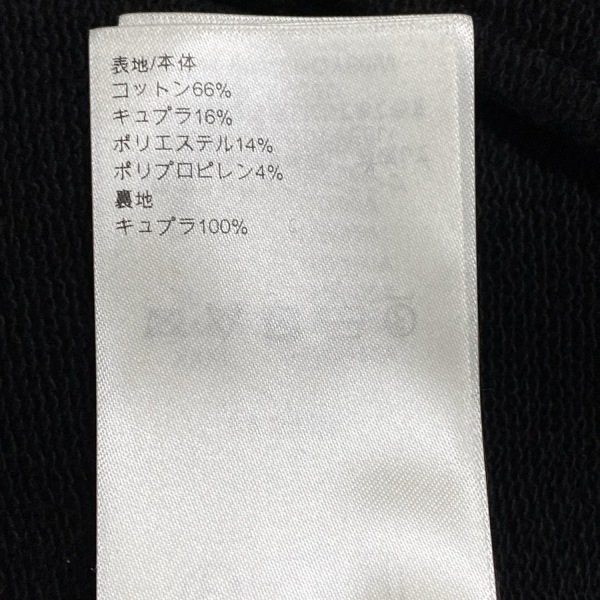 表地/本体
コットン66%
キュプラ16%
ポリエステル14%
ポリプロピレン4%
裏地
キュプラ100%